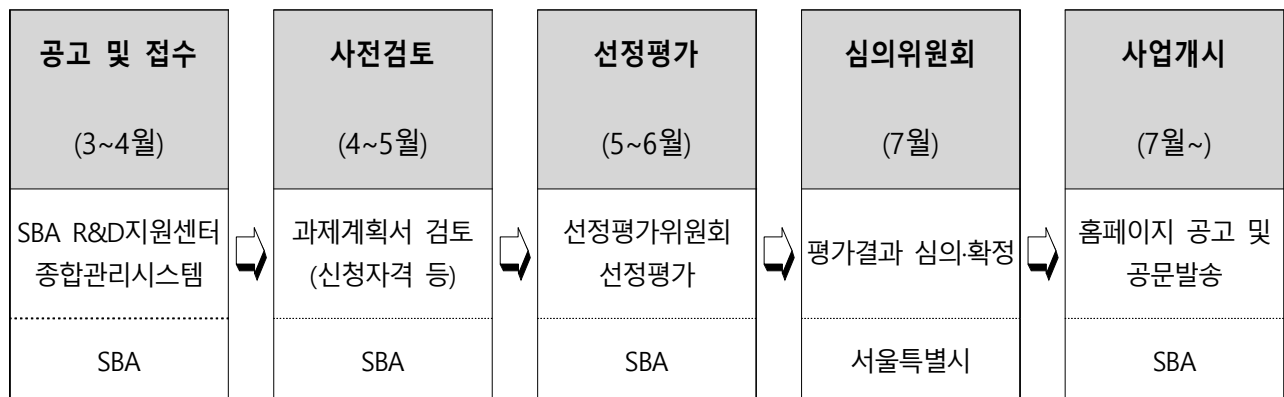 공고 및 접수
(3~4월)
SBA R&D지원센터
종합관리시스템
SBA
사전검토
(4~5월)
과제계획서 검토
(신청자격 등)
SBA
선정평가
(5~6월)
선정평가위원회
선정평가
SBA
심의위원회
(7월)
평가결과 심의·확정
서울특별시
사업개시
(7월~)
홈페이지 공고 및
공문발송
SBA